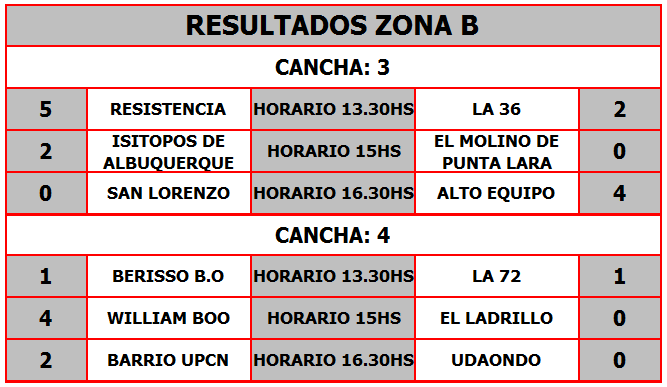 RESULTADOS ZONA B
CANCHA: 3
5 RESISTENCIA HORARIO 13.30HS LA 36 2
2 ISITOPOS DE ALBUQUERQUE HORARIO 15HS EL MOLINO DE PUNTA LARA 0
0 SAN LORENZO HORARIO 16.30HS ALTO EQUIPO 4
CANCHA: 4
1 BERISSO B.O HORARIO 13.30HS LA 72 1
4 WILLIAM BOO HORARIO 15HS EL LADRILLO 0
2 BARRIO UPCN HORARIO 16.30HS UDAONDO 0